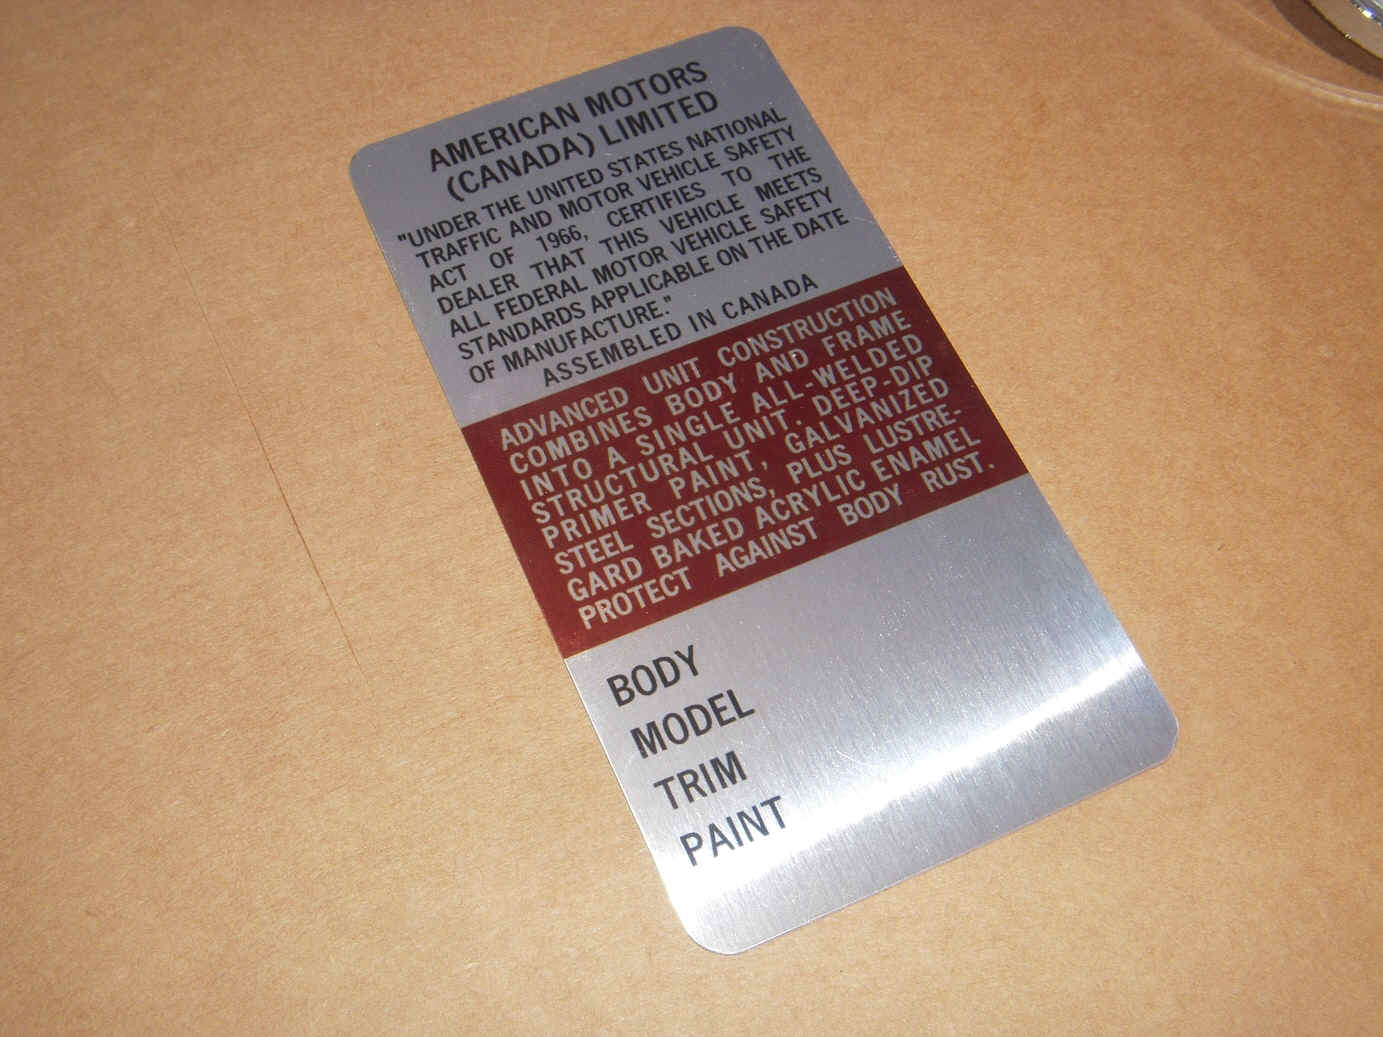 AMERICAN MOTORS
(CANADA) LIMITED
"UNDER THE UNITED STATES NATIONAL
TRAFFIC AND MOTOR VEHICLE SAFETY
ACT OF 1966, CERTIFIES TO THE
DEALER THAT THIS VEHICLE MEETS
ALL FEDERAL MOTOR VEHICLE SAFETY
STANDARDS APPLICABLE ON THE DATE
OF MANUFACTURE."
ASSEMBLED IN CANADA
ADVANCED UNIT CONSTRUCTION
COMBINES BODY AND FRAME
INTO A SINGLE ALL-WELDED
STRUCTURAL UNIT. DEEP-DIP
PRIMER PAINT, GALVANIZED
STEEL SECTIONS, PLUS LUSTRE-
GARD BAKED ACRYLIC ENAMEL
PROTECT AGAINST BODY RUST.
BODY
MODEL
TRIM
PAINT